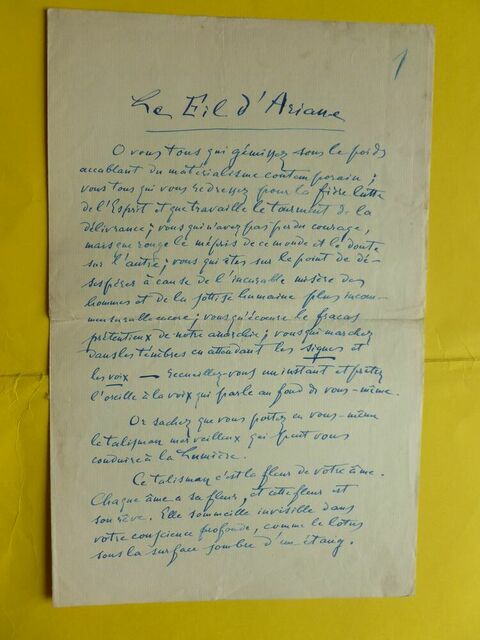 1
Le Fil d'Ariane
O vous tous qui gémissez sous le poids
accablant du matérialisme contemporain ;
vous tous qui vous redressez pour la fière lutte
de l'Esprit et que travaille le tourment de la
délivrance ; vous qui n'avez pas perdu courage,
mais que ronge le mépris de ce monde et le doute
sur l'autre ; vous qui êtes sur le point de dé-
sespérer à cause de l'incurable misère des
hommes et de la sottise humaine plus incom-
mensurable encore ; vous qu'écœure le fracas
prétentieux de notre anarchie ; vous qui marchez
dans les ténèbres en attendant les signes et
les voix — recueillez-vous un instant et prêtez
l'oreille à la voix qui parle au fond de vous-même.
Or sachez que vous portez en vous-même
le talisman merveilleux qui peut vous
conduire à la Lumière.
Ce talisman c'est la fleur de votre âme.
Chaque âme a sa fleur, et cette fleur est
son rêve. Elle sommeille invisible dans
votre conscience profonde, comme le lotus
sous la surface sombre d'un étang.